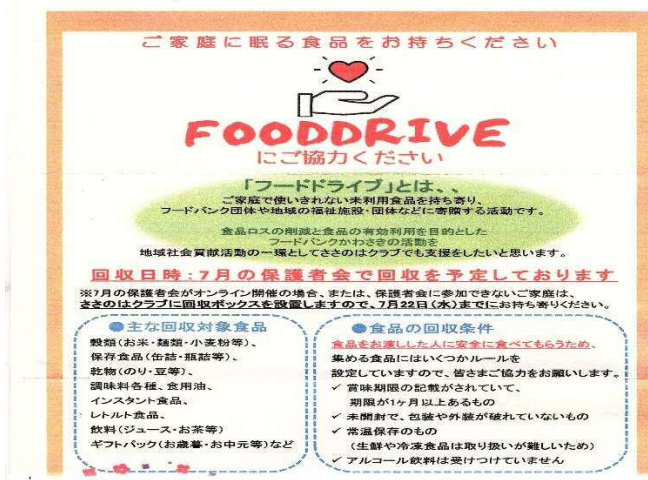 ご家庭に眠る食品をお持ちください
FOODDRIVE
にご協力ください
「フードドライブ」とは、、
ご家庭で使いきれない未利用食品を持ち寄り、
フードバンク団体や地域の福祉施設・団体などに寄贈する活動です。
食品ロスの削減と食品の有効利用を目的とした
フードバンクかわさきの活動を
地域社会貢献活動の一環としてささのはクラブでも支援をしたいと思います。
回収日時：7月の保護者会で回収を予定しております
※7月の保護者会がオンライン開催の場合、または、保護者会に参加できないご家庭は、
ささのはクラブに回収ボックスを設置しますので、7月22日（水）までにお持ち寄りください。
●主な回収対象食品
穀類（お米・麺類・小麦粉等）、
保存食品（缶詰・瓶詰等）、
乾物（のり・豆等）、
調味料各種、食用油、
インスタント食品、
レトルト食品、
飲料（ジュース・お茶等）
ギフトパック（お歳暮・お中元等）など
●食品の回収条件
食品をお渡しした人に安全に食べてもらうため、
集める食品にはいくつかルールを
設定していますので、皆さまご協力をお願いします。
✓ 賞味期限の記載がされていて、
期限が1ヶ月以上あるもの
✓ 未開封で、包装や外装が破れていないもの
✓ 常温保存のもの
（生鮮や冷凍食品は取り扱いが難しいため）
✓ アルコール飲料は受けつけていません